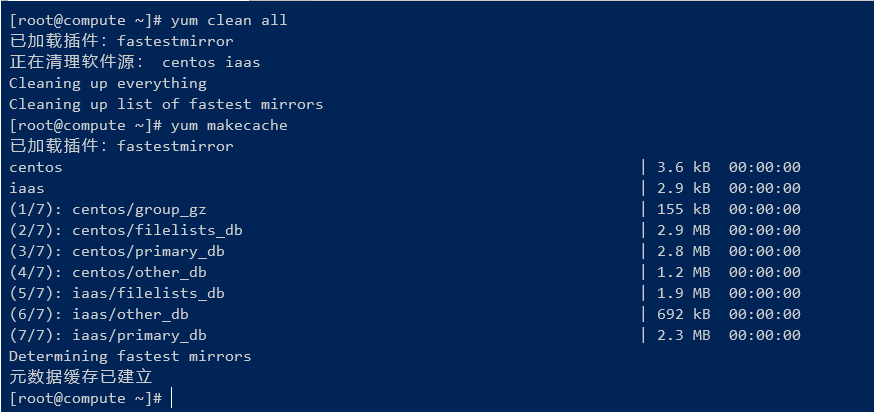 [root@compute ~]# yum clean all
已加载插件：fastestmirror
正在清理软件源： centos iaas
Cleaning up everything
Cleaning up list of fastest mirrors
[root@compute ~]# yum makecache
已加载插件：fastestmirror
centos | 3.6 kB 00:00:00
iaas | 2.9 kB 00:00:00
(1/7): centos/group_gz | 155 kB 00:00:00
(2/7): centos/filelists_db | 2.9 MB 00:00:00
(3/7): centos/primary_db | 2.8 MB 00:00:00
(4/7): centos/other_db | 1.2 MB 00:00:00
(5/7): iaas/filelists_db | 1.9 MB 00:00:00
(6/7): iaas/other_db | 692 kB 00:00:00
(7/7): iaas/primary_db | 2.3 MB 00:00:00
Determining fastest mirrors
元数据缓存已建立
[root@compute ~]#